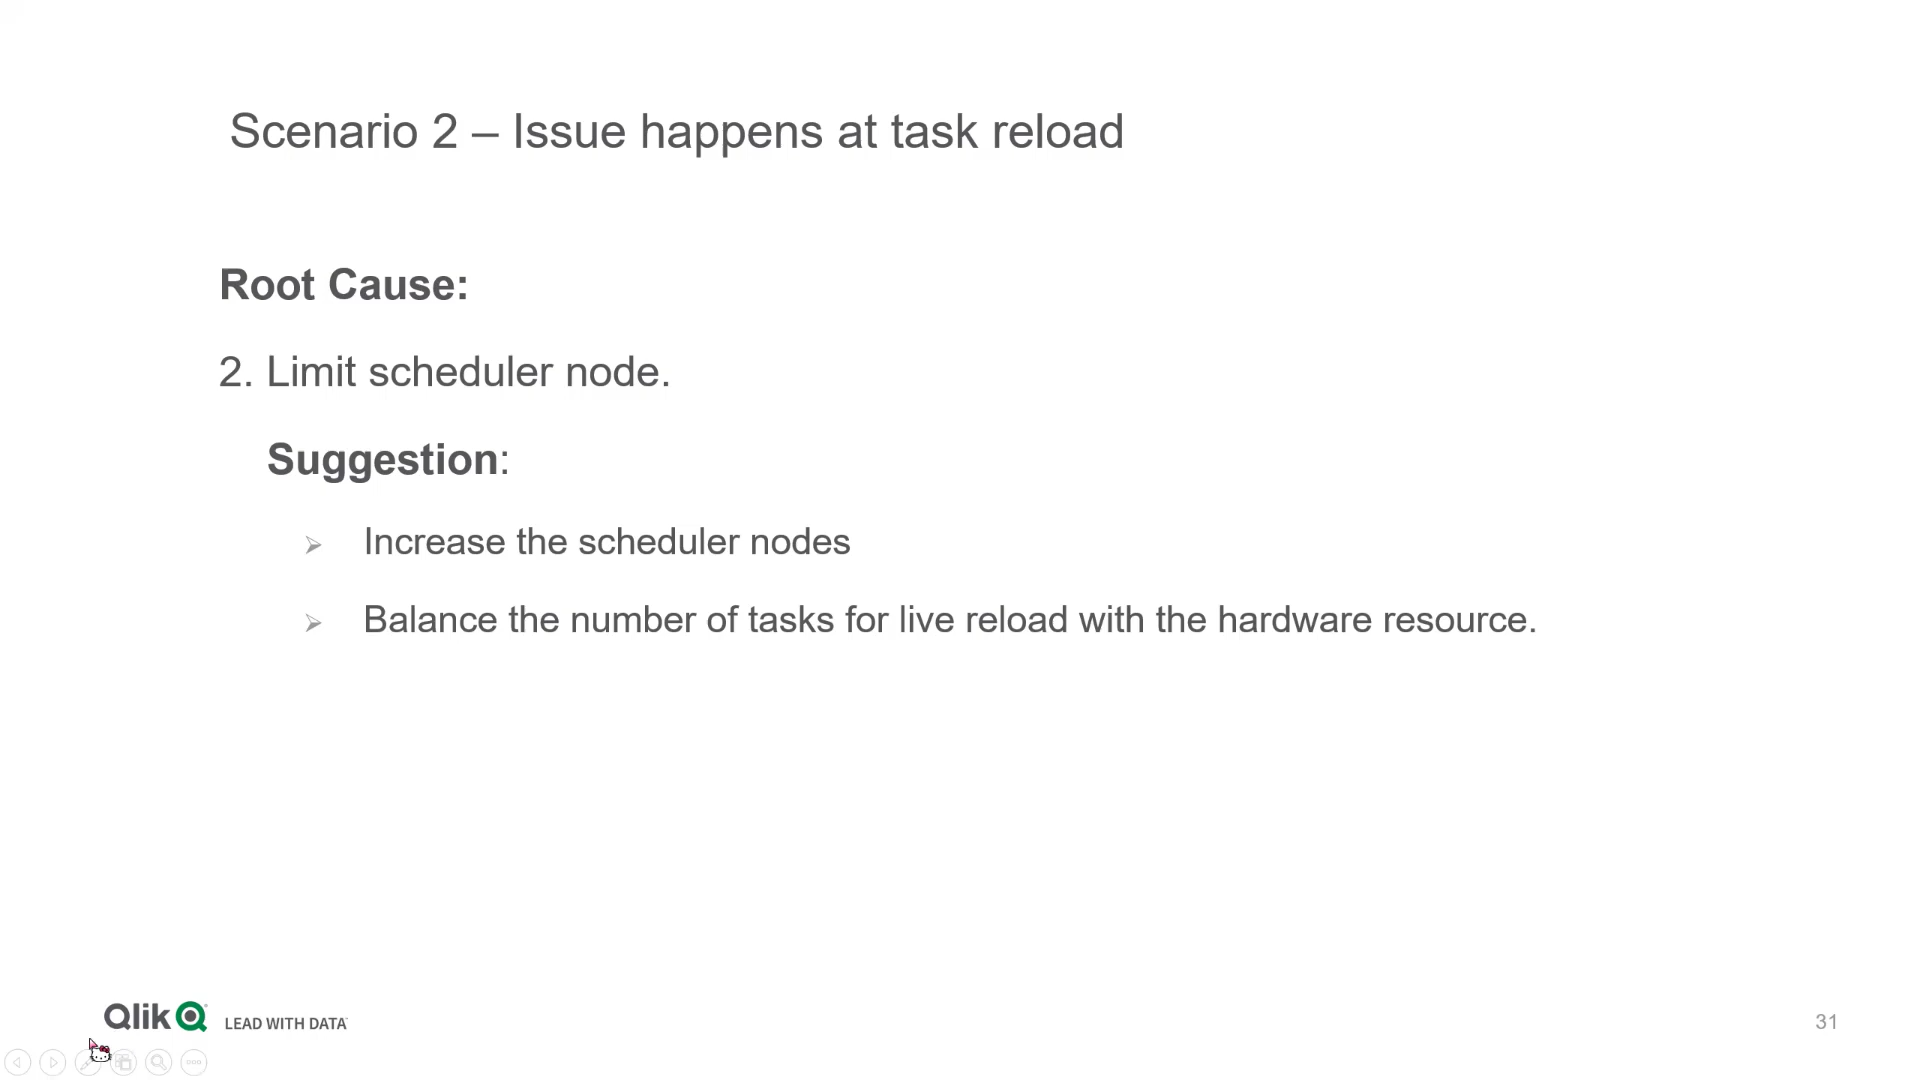 Scenario 2 – Issue happens at task reload
Root Cause:
2. Limit scheduler node.
Suggestion:
Increase the scheduler nodes
Balance the number of tasks for live reload with the hardware resource.
Qlik LEAD WITH DATA
31